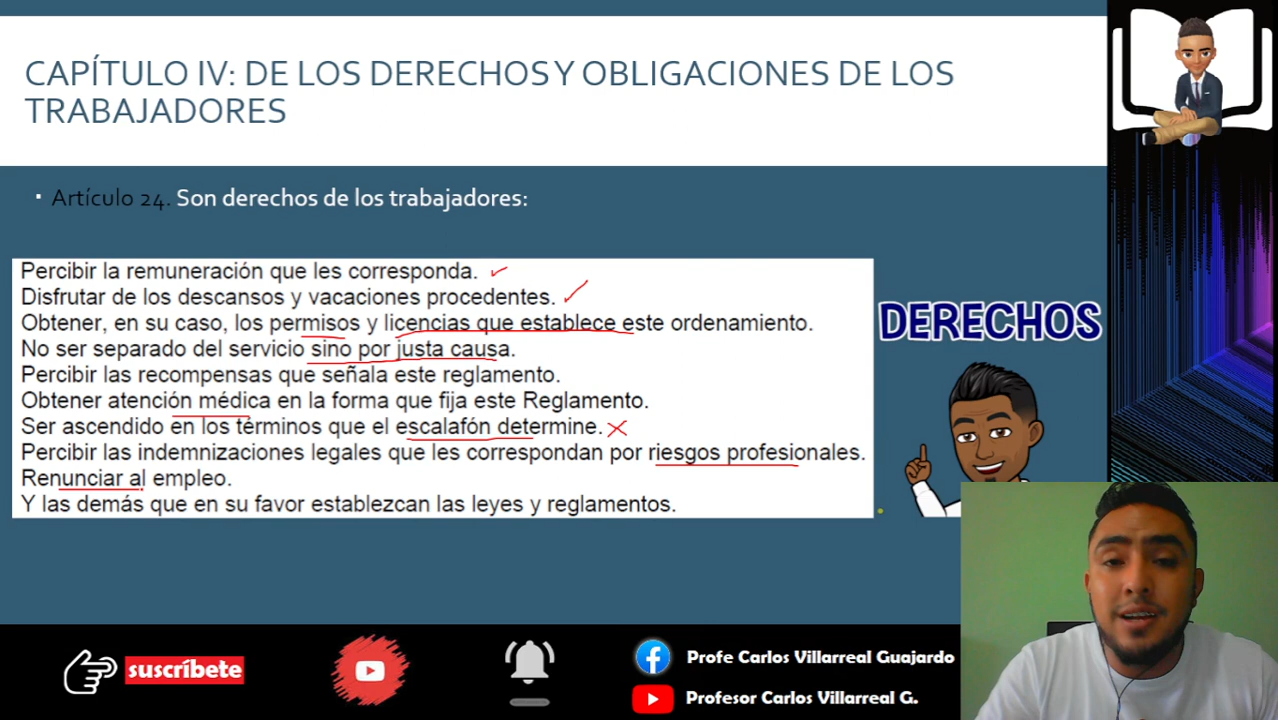 CAPÍTULO IV: DE LOS DERECHOS Y OBLIGACIONES DE LOS
TRABAJADORES
Artículo 24. Son derechos de los trabajadores:
Percibir la remuneración que les corresponda.
Disfrutar de los descansos y vacaciones procedentes.
Obtener, en su caso, los permisos y licencias que establece este ordenamiento.
No ser separado del servicio sino por justa causa.
Percibir las recompensas que señala este reglamento.
Obtener atención médica en la forma que fija este Reglamento.
Ser ascendido en los términos que el escalafón determine.
Percibir las indemnizaciones legales que les correspondan por riesgos profesionales.
Renunciar al empleo.
Y las demás que en su favor establezcan las leyes y reglamentos.
DERECHOS
suscríbete
Profe Carlos Villarreal Guajardo
Profesor Carlos Villarreal G.